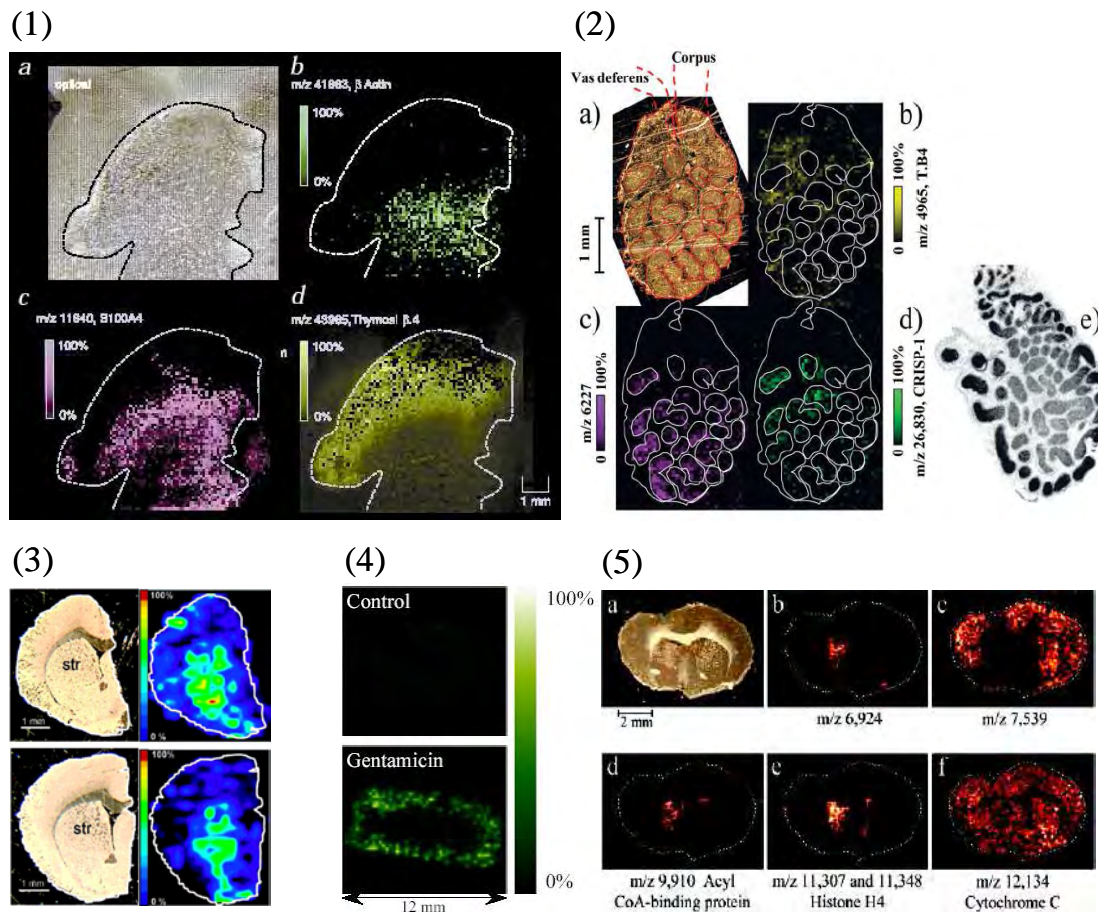 (1)
a
optical
b
m/z 41983, β Actin
100%
0%
c
m/z 11640, S100A4
100%
0%
d
m/z 43965, Thymosl β.4
n
100%
0%
1 mm
(2)
Corpus
Vas deferens
a)
1 mm
b)
0 100%
m/z 4965, T.B4
c)
0 100%
m/z 6227
d)
0 100%
m/z 26,830, CRISP-1
e)
(3)
str
1 mm
100%
0 %
str
1 mm
100%
0 %
(4)
Control
Gentamicin
12 mm
100%
0%
(5)
a
2 mm
b
m/z 6,924
c
m/z 7,539
d
m/z 9,910 Acyl
CoA-binding protein
e
m/z 11,307 and 11,348
Histone H4
f
m/z 12,134
Cytochrome C